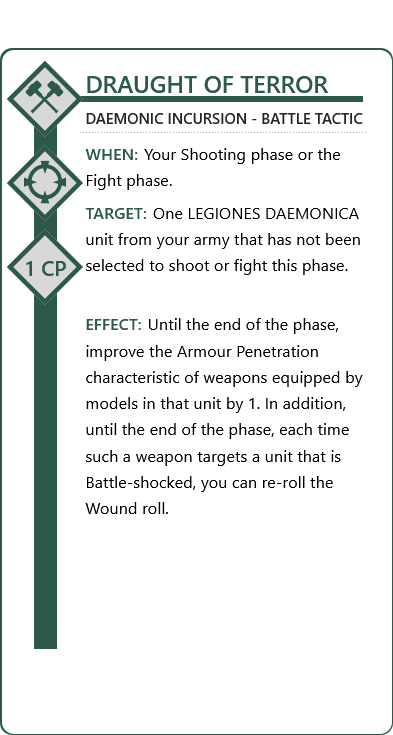 DRAUGHT OF TERROR
DAEMONIC INCURSION - BATTLE TACTIC
WHEN: Your Shooting phase or the
Fight phase.
TARGET: One LEGIONES DAEMONICA
unit from your army that has not been
selected to shoot or fight this phase.
1 CP
EFFECT: Until the end of the phase,
improve the Armour Penetration
characteristic of weapons equipped by
models in that unit by 1. In addition,
until the end of the phase, each time
such a weapon targets a unit that is
Battle-shocked, you can re-roll the
Wound roll.